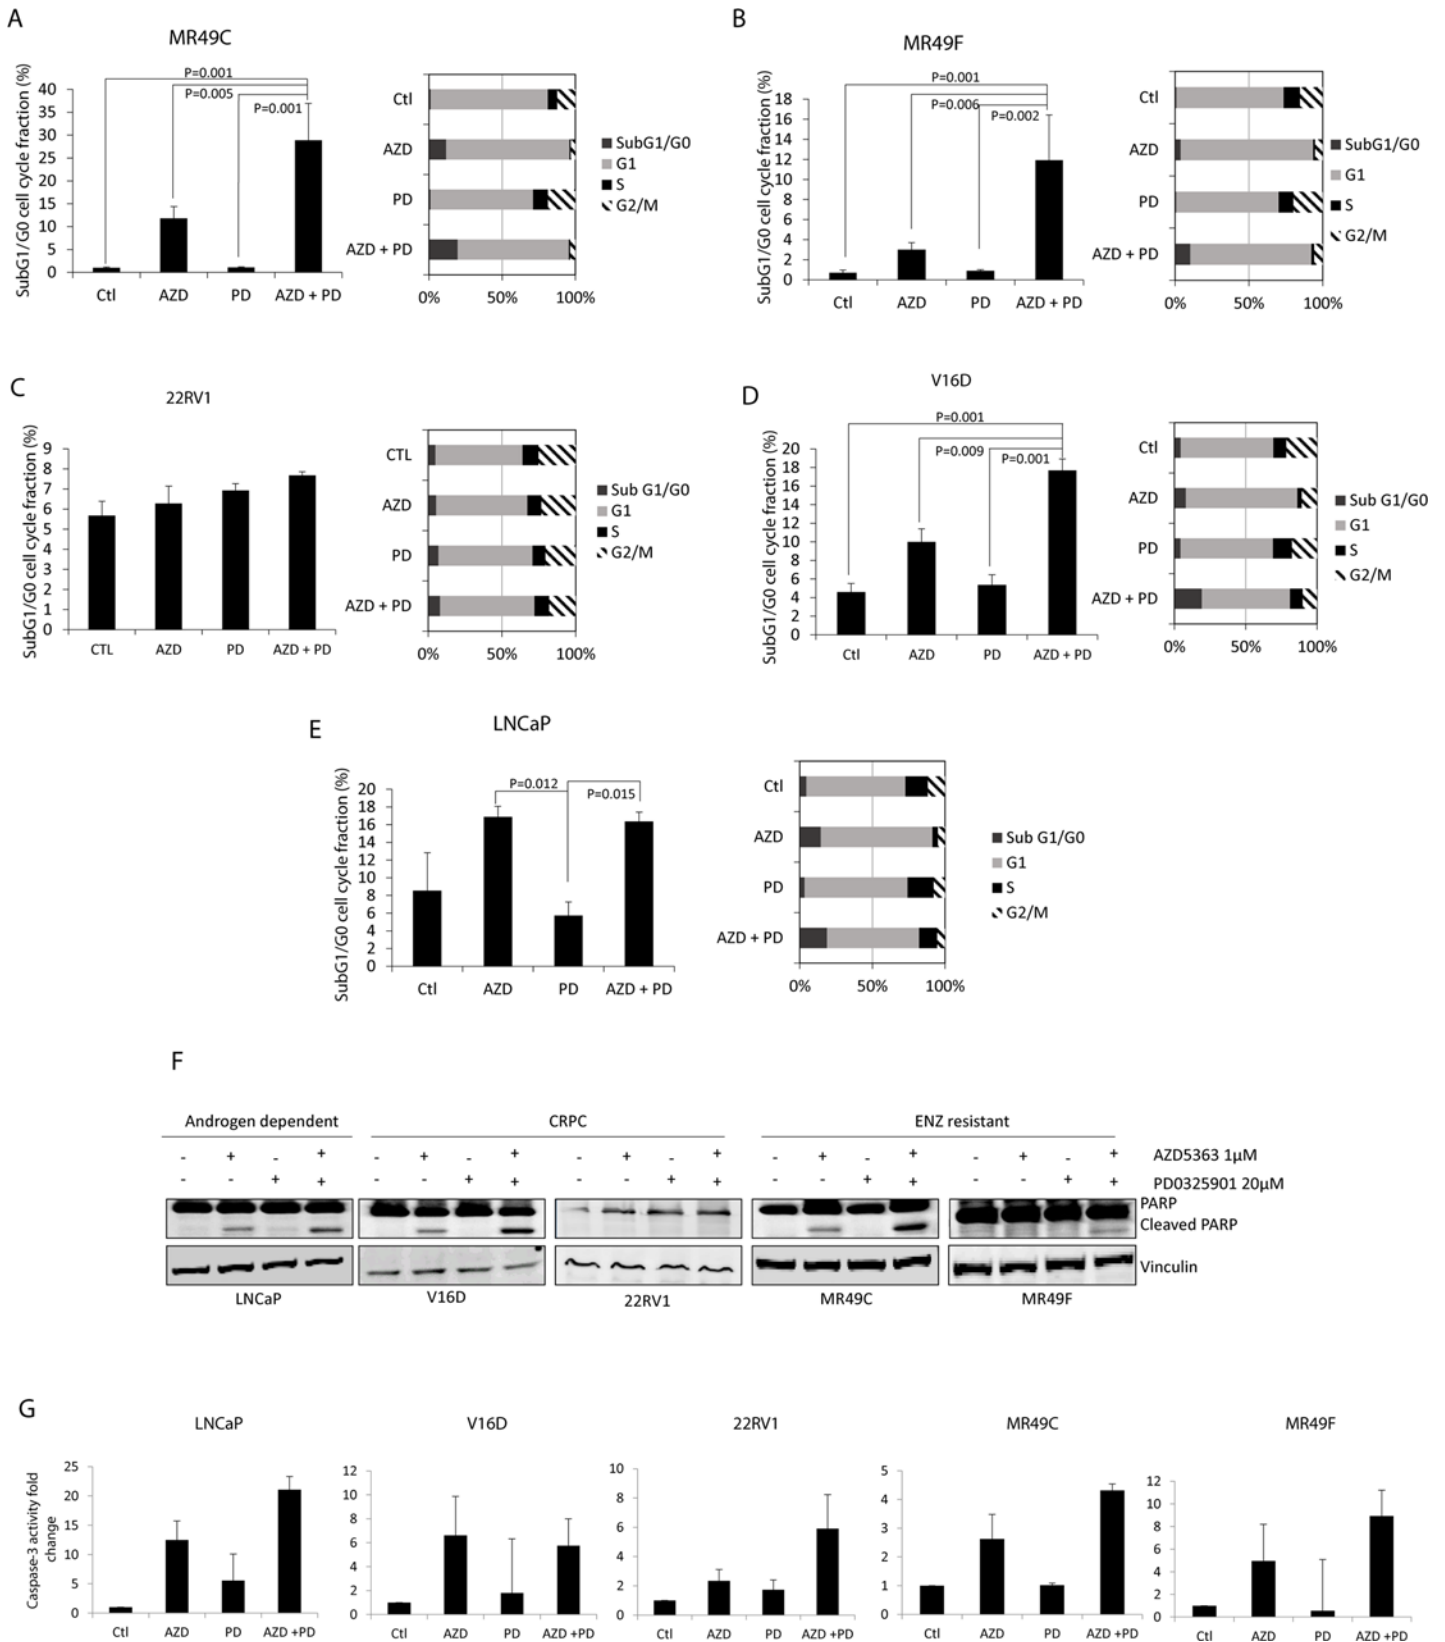 A
MR49C
SubG1/G0 cell cycle fraction (%)
40
35
30
25
20
15
10
5
0
P=0.001
P=0.005
P=0.001
Ctl AZD PD AZD + PD
Ctl
AZD
PD
AZD + PD
0% 50% 100%
SubG1/G0
G1
S
G2/M
B
MR49F
SubG1/G0 cell cycle fraction (%)
18
16
14
12
10
8
6
4
2
0
P=0.001
P=0.006
P=0.002
Ctl AZD PD AZD + PD
Ctl
AZD
PD
AZD + PD
0% 50% 100%
SubG1/G0
G1
S
G2/M
C
22RV1
SubG1/G0 cell cycle fraction (%)
9
8
7
6
5
4
3
2
1
0
CTL AZD PD AZD + PD
CTL
AZD
PD
AZD + PD
0% 50% 100%
Sub G1/G0
G1
S
G2/M
D
V16D
SubG1/G0 cell cycle fraction (%)
20
18
16
14
12
10
8
6
4
2
0
P=0.001
P=0.009
P=0.001
Ctl AZD PD AZD + PD
Ctl
AZD
PD
AZD + PD
0% 50% 100%
Sub G1/G0
G1
S
G2/M
E
LNCaP
SubG1/G0 cell cycle fraction (%)
20
18
16
14
12
10
8
6
4
2
0
P=0.012
P=0.015
Ctl AZD PD AZD + PD
Ctl
AZD
PD
AZD + PD
0% 50% 100%
Sub G1/G0
G1
S
G2/M
F
Androgen dependent CRPC ENZ resistant
- + - + - + - + - + - + - + - + - + - + AZD5363 1µM
- - + + - - + + - - + + - - + + - - + + PD0325901 20µM
PARP
Cleaved PARP
Vinculin
LNCaP V16D 22RV1 MR49C MR49F
G
LNCaP V16D 22RV1 MR49C MR49F
Caspase-3 activity fold
change
25
20
15
10
5
0
Ctl AZD PD AZD +PD
12
10
8
6
4
2
0
Ctl AZD PD AZD +PD
10
8
6
4
2
0
Ctl AZD PD AZD +PD
5
4
3
2
1
0
Ctl AZD PD AZD +PD
12
10
8
6
4
2
0
Ctl AZD PD AZD +PD